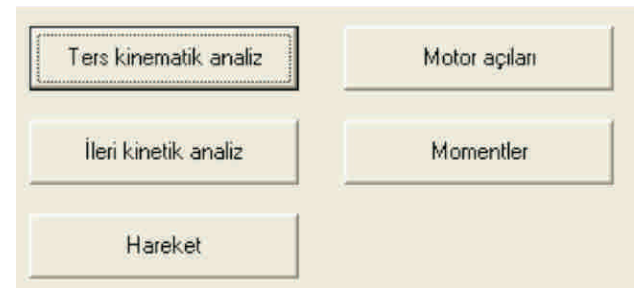 Ters kinematik analiz
Motor açıları
İleri kinetik analiz
Momentler
Hareket